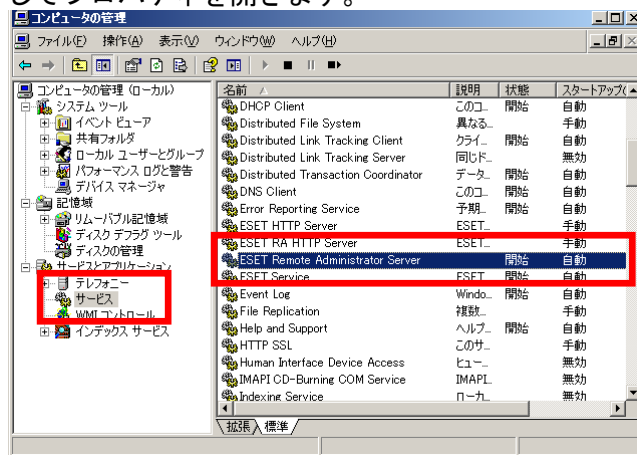 してプロパティを開きます。
コンピュータの管理
ファイル(F) 操作(A) 表示(V) ウィンドウ(W) ヘルプ(H)
コンピュータの管理 (ローカル)
システム ツール
イベント ビューア
共有フォルダ
ローカル ユーザーとグループ
パフォーマンス ログと警告
デバイス マネージャ
記憶域
リムーバブル記憶域
ディスク デフラグ ツール
ディスクの管理
サービスとアプリケーション
テレフォニー
サービス
WMI コントロール
インデックス サービス
名前 説明 状態 スタートアップ(
DHCP Client このコ... 開始 自動
Distributed File System 異なる... 手動
Distributed Link Tracking Client クライ... 開始 自動
Distributed Link Tracking Server 同じド... 無効
Distributed Transaction Coordinator データ... 開始 自動
DNS Client このコ... 開始 自動
Error Reporting Service 予期... 開始 自動
ESET HTTP Server ESET... 手動
ESET RA HTTP Server ESET... 手動
ESET Remote Administrator Server 開始 自動
ESET Service ESET... 開始 自動
Event Log Windo... 開始 自動
File Replication 複数... 手動
Help and Support ヘルプ... 開始 自動
HTTP SSL このサ... 手動
Human Interface Device Access ヒュー... 無効
IMAPI CD-Burning COM Service IMAPI... 無効
Indexing Service ローカ... 無効
拡張 標準